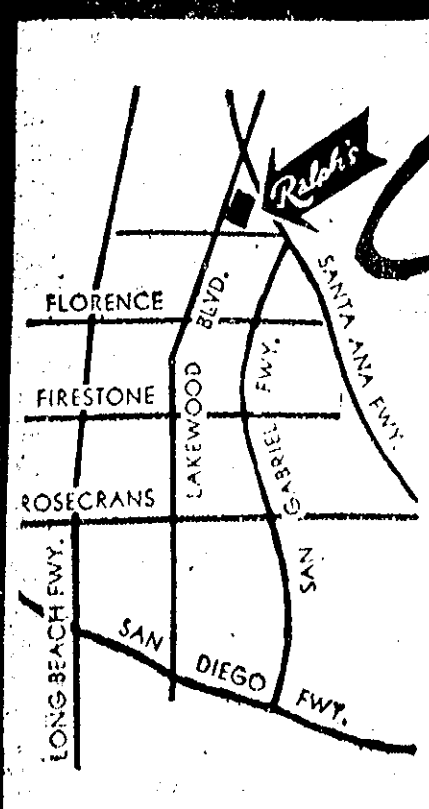 Ralph's
FLORENCE
BLVD.
SANTA ANA FWY.
FIRESTONE
LAKEWOOD
SAN GABRIEL FWY.
ROSECRANS
LONG BEACH FWY.
SAN DIEGO FWY.